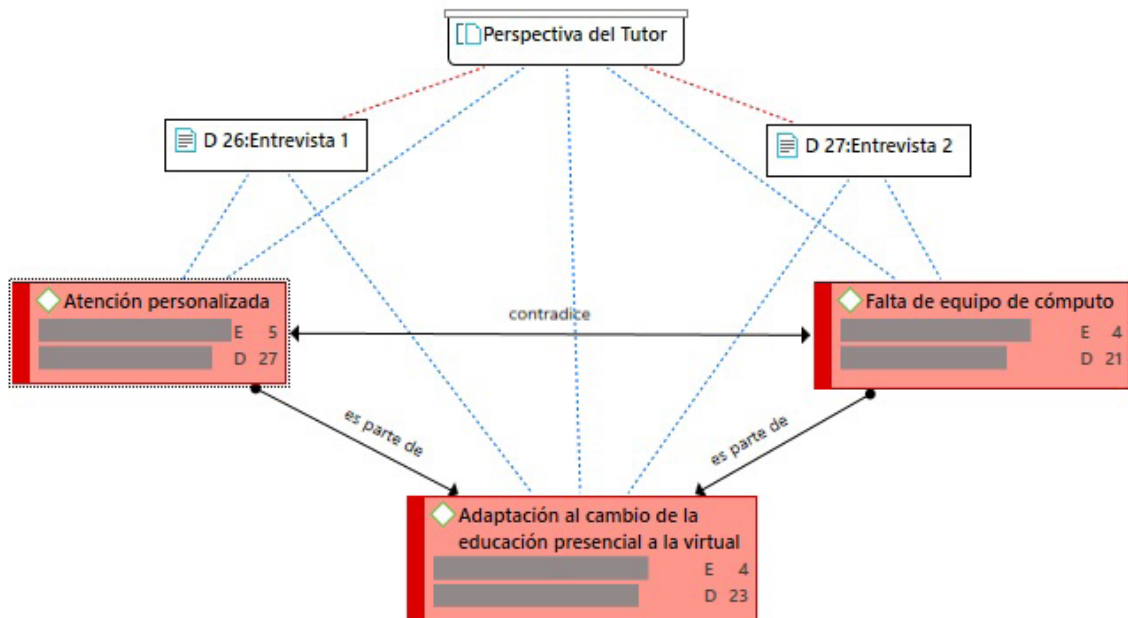 Perspectiva del Tutor
D 26:Entrevista 1
D 27:Entrevista 2
Atención personalizada
E 5
D 27
contradice
Falta de equipo de cómputo
E 4
D 21
es parte de
es parte de
Adaptación al cambio de la
educación presencial a la virtual
E 4
D 23